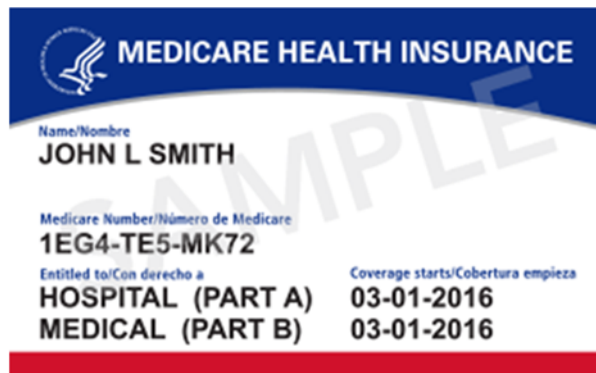 MEDICARE HEALTH INSURANCE
Name/Nombre
JOHN L SMITH
Medicare Number/Número de Medicare
1EG4-TE5-MK72
Entitled to/Con derecho a Coverage starts/Cobertura empieza
HOSPITAL (PART A) 03-01-2016
MEDICAL (PART B) 03-01-2016
SAMPLE